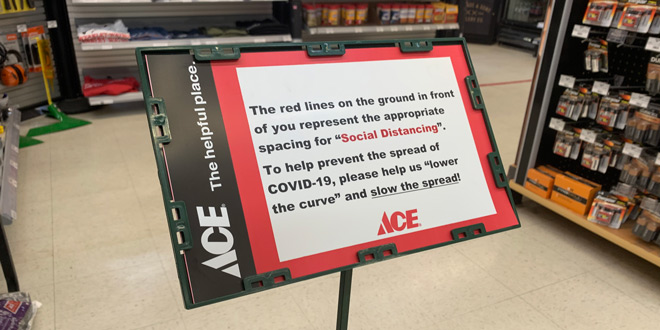 The helpful place.
ACE
The red lines on the ground in front
of you represent the appropriate
spacing for “Social Distancing”.
To help prevent the spread of
COVID-19, please help us “lower
the curve” and slow the spread!
ACE